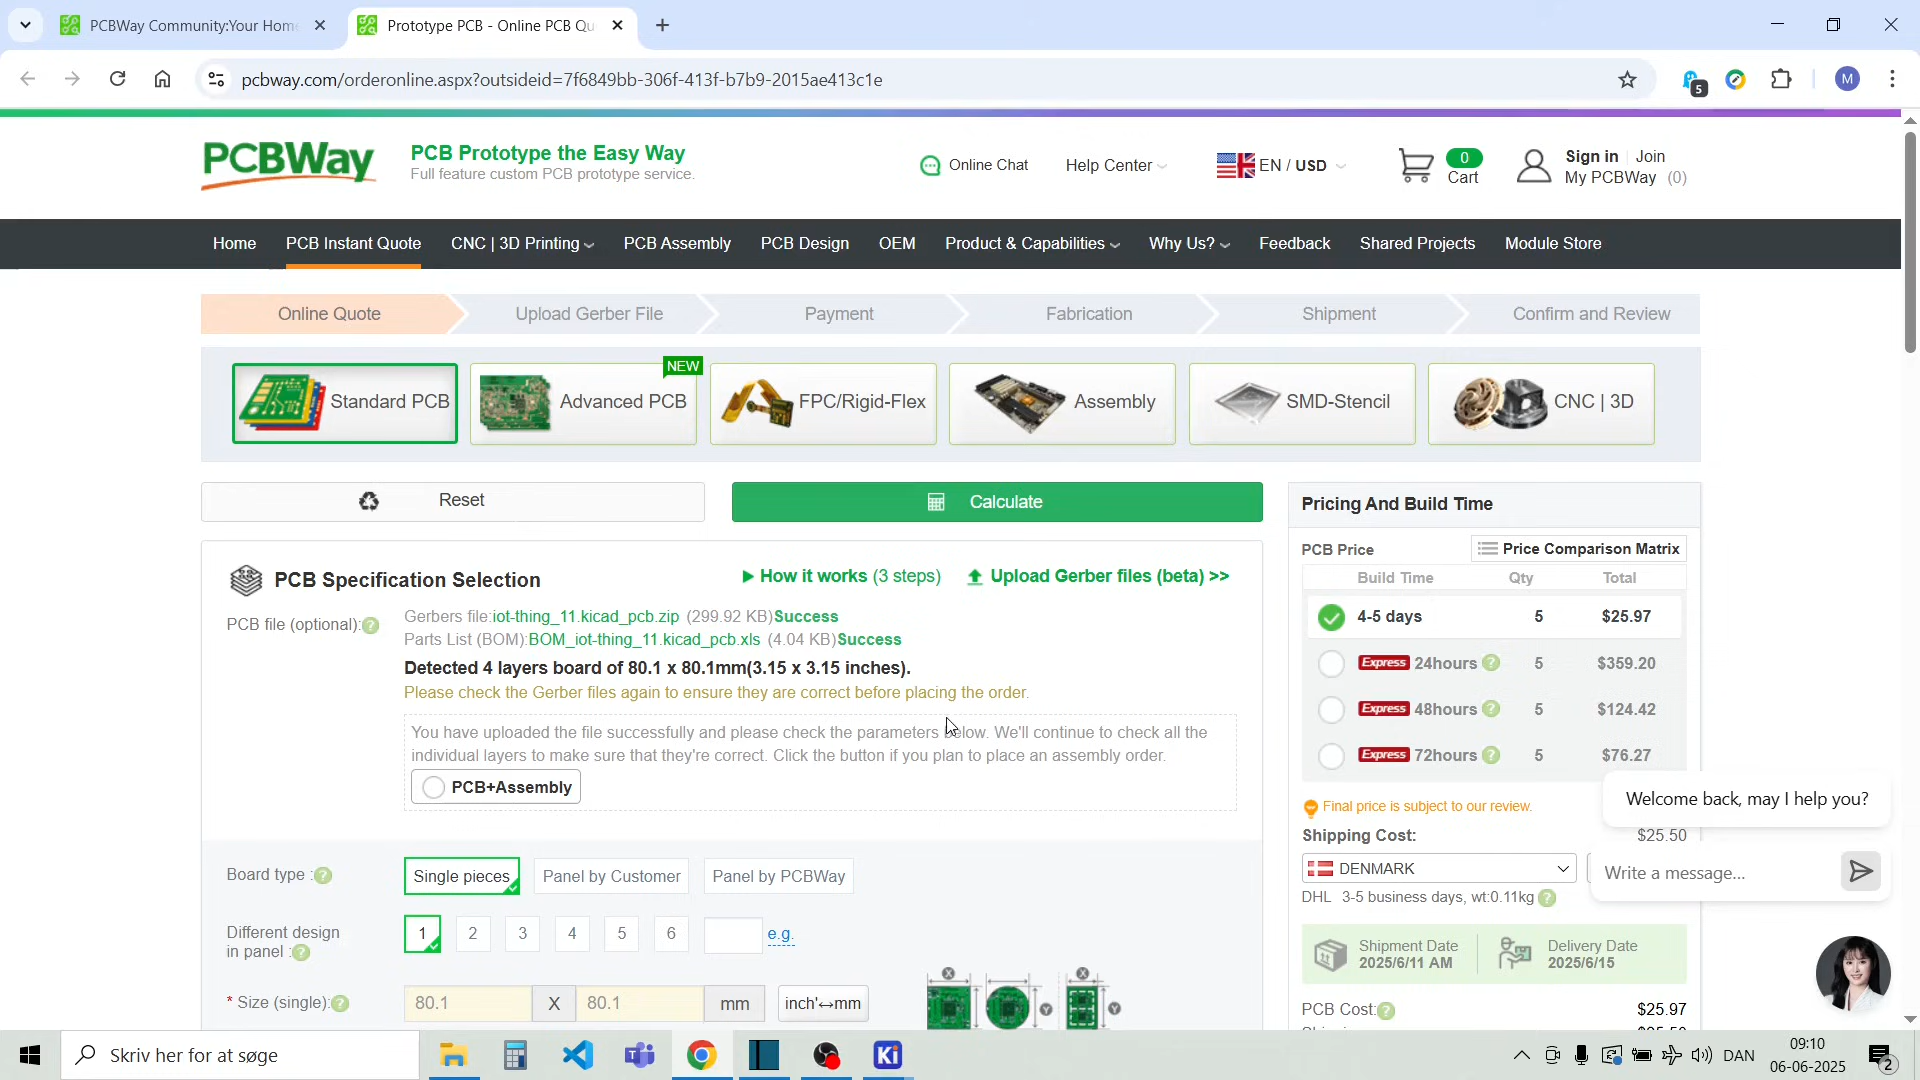 PCBWay Community:Your Hom
Prototype PCB - Online PCB Qu
pcbway.com/orderonline.aspx?outsideid=7f6849bb-306f-413f-b7b9-2015ae413c1e
5
M
PCBWay
PCB Prototype the Easy Way
Full feature custom PCB prototype service.
Online Chat
Help Center
EN / USD
0
Cart
Sign in
Join
My PCBWay (0)
Home
PCB Instant Quote
CNC | 3D Printing
PCB Assembly
PCB Design
OEM
Product & Capabilities
Why Us?
Feedback
Shared Projects
Module Store
Online Quote
Upload Gerber File
Payment
Fabrication
Shipment
Confirm and Review
Standard PCB
NEW
Advanced PCB
FPC/Rigid-Flex
Assembly
SMD-Stencil
CNC | 3D
Reset
Calculate
PCB Specification Selection
How it works (3 steps)
Upload Gerber files (beta) >>
PCB file (optional):
Gerbers file:iot-thing_11.kicad_pcb.zip (299.92 KB)Success
Parts List (BOM):BOM_iot-thing_11.kicad_pcb.xls (4.04 KB)Success
Detected 4 layers board of 80.1 x 80.1mm(3.15 x 3.15 inches).
Please check the Gerber files again to ensure they are correct before placing the order.
You have uploaded the file successfully and please check the parameters below. We'll continue to check all the
individual layers to make sure that they're correct. Click the button if you plan to place an assembly order.
PCB+Assembly
Board type :
Single pieces
Panel by Customer
Panel by PCBWay
Different design
in panel :
1
2
3
4
5
6
e.g.
* Size (single):
80.1
X
80.1
mm
inch'↔mm
X
Y
X
Y
Pricing And Build Time
PCB Price
Price Comparison Matrix
Build Time
Qty
Total
4-5 days
5
$25.97
Express
24hours
5
$359.20
Express
48hours
5
$124.42
Express
72hours
5
$76.27
Final price is subject to our review.
Shipping Cost:
$25.50
DENMARK
DHL 3-5 business days, wt:0.11kg
Shipment Date
2025/6/11 AM
Delivery Date
2025/6/15
PCB Cost:
$25.97
Welcome back, may I help you?
Write a message...
Skriv her for at søge
Ki
DAN
09:10
06-06-2025
2